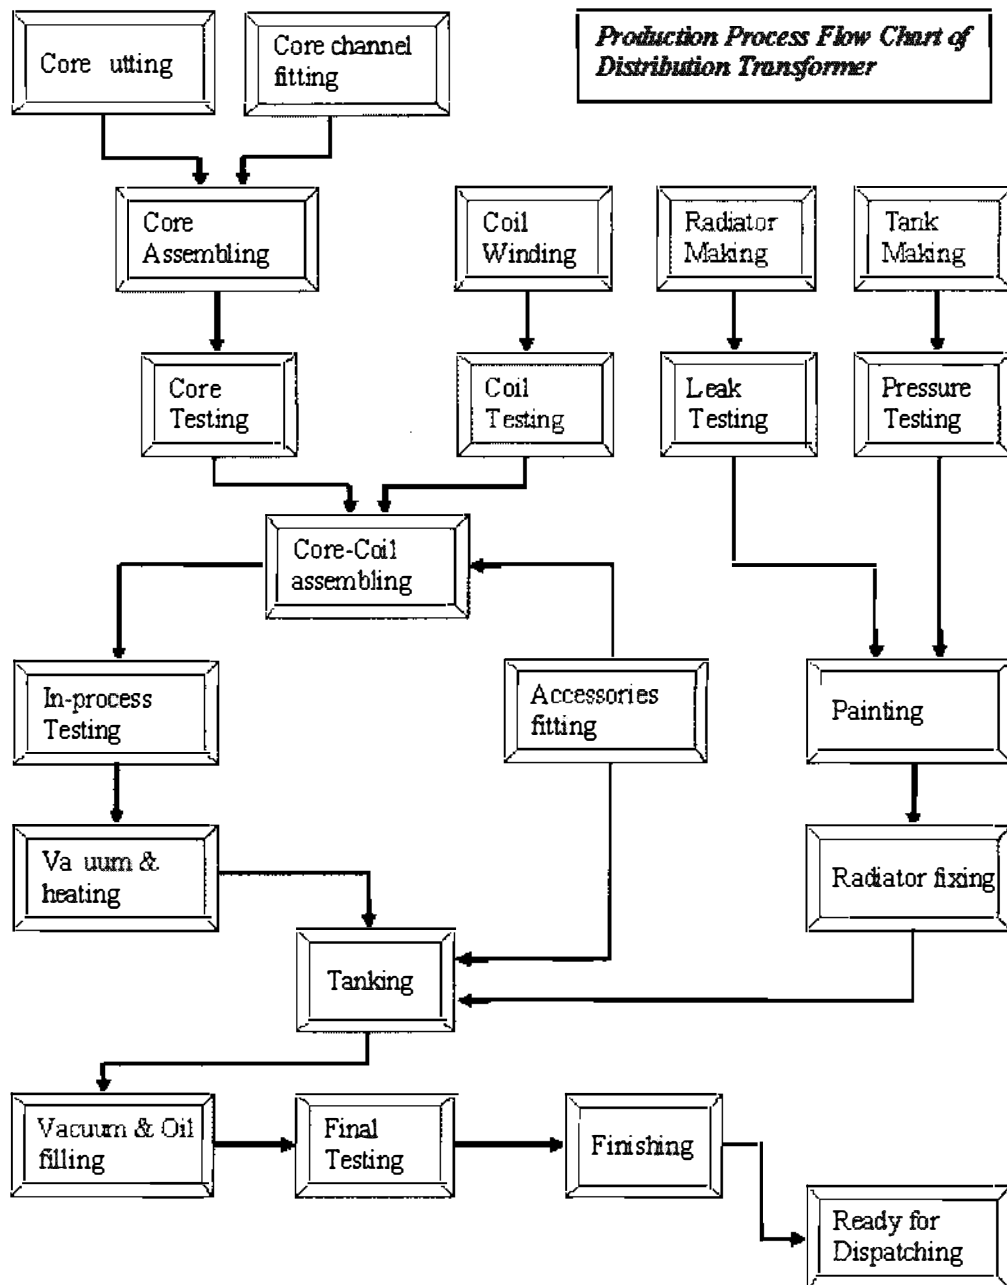 Core utting
Core channel
fitting
Production Process Flow Chart of
Distribution Transformer
Core
Assembling
Coil
Winding
Radiator
Making
Tank
Making
Core
Testing
Coil
Testing
Leak
Testing
Pressure
Testing
Core-Coil
assembling
In-process
Testing
Accessories
fitting
Painting
Va uum &
heating
Radiator fixing
Tanking
Vacuum & Oil
filling
Final
Testing
Finishing
Ready for
Dispatching